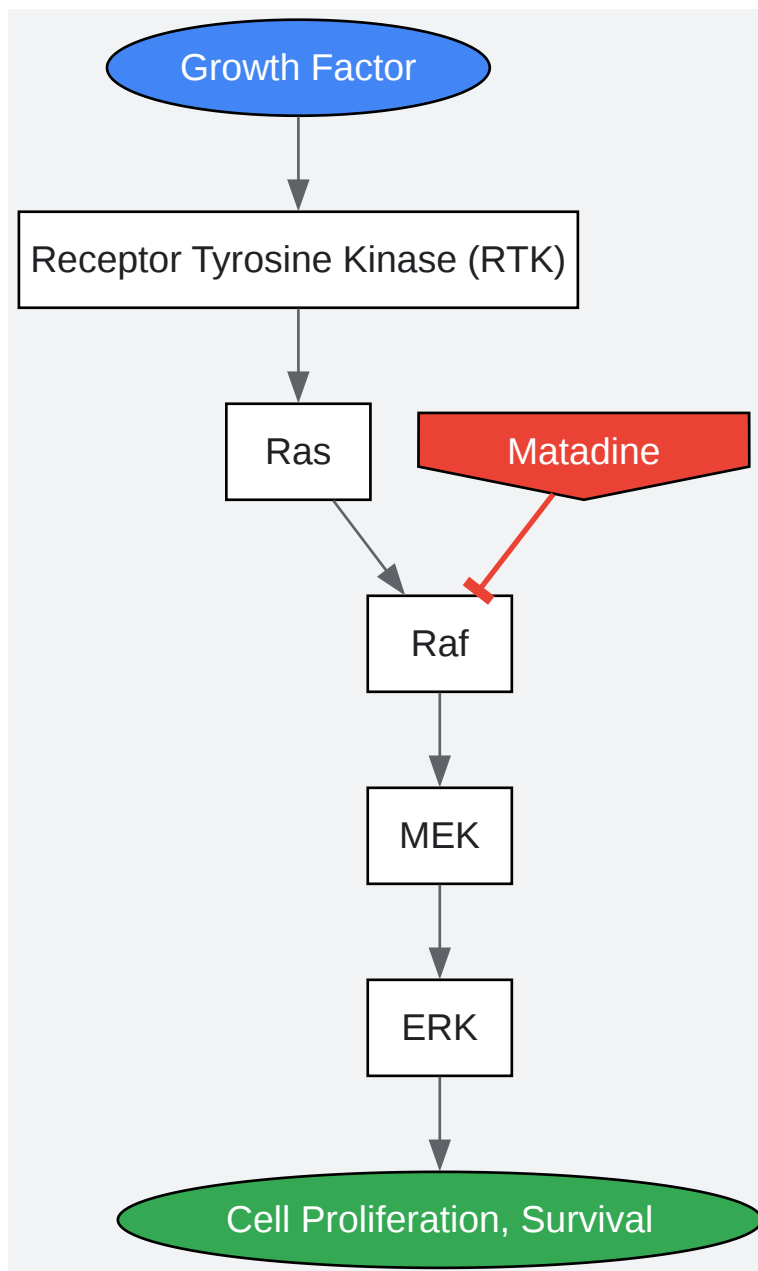 Growth Factor
Receptor Tyrosine Kinase (RTK)
Ras
Matadine
Raf
MEK
ERK
Cell Proliferation, Survival